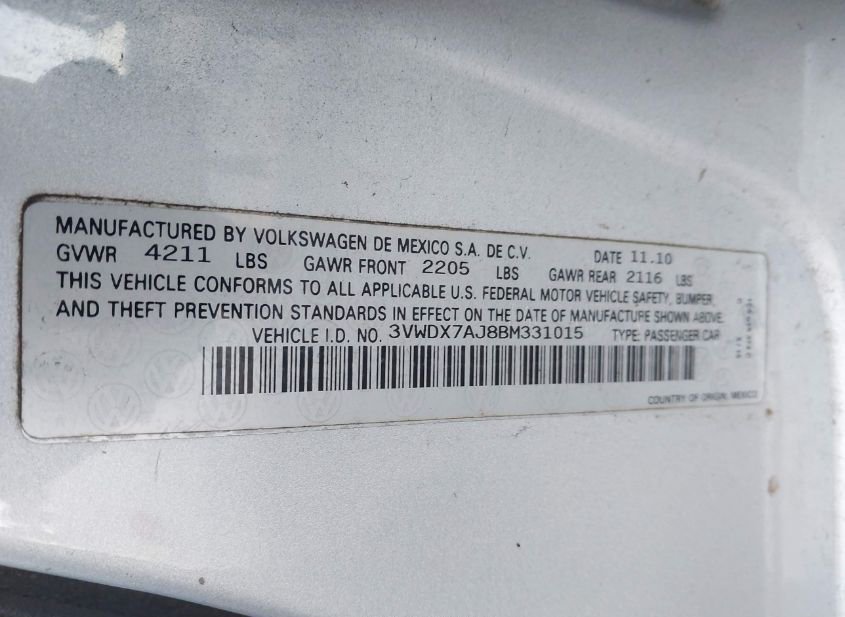 MANUFACTURED BY VOLKSWAGEN DE MEXICO S.A. DE C.V. DATE 11.10
GVWR 4211 LBS GAWR FRONT 2205 LBS GAWR REAR 2116 LBS
THIS VEHICLE CONFORMS TO ALL APPLICABLE U.S. FEDERAL MOTOR VEHICLE SAFETY, BUMPER,
AND THEFT PREVENTION STANDARDS IN EFFECT ON THE DATE OF MANUFACTURE SHOWN ABOVE.
VEHICLE I.D. NO. 3VWDX7AJ8BM331015 TYPE: PASSENGER CAR
COUNTRY OF ORIGIN: MEXICO